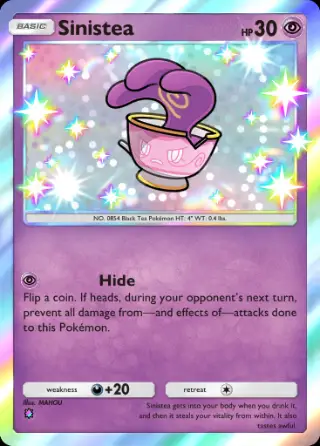 BASIC Sinistea HP 30
NO. 0854 Black Tea Pokémon HT: 4" WT: 0.4 lbs.
Hide
Flip a coin. If heads, during your opponent's next turn,
prevent all damage from—and effects of—attacks done
to this Pokémon.
weakness +20 retreat
Illus. MAHOU
Sinistea gets into your body when you drink it,
and then it steals your vitality from within. It also
tastes awful.